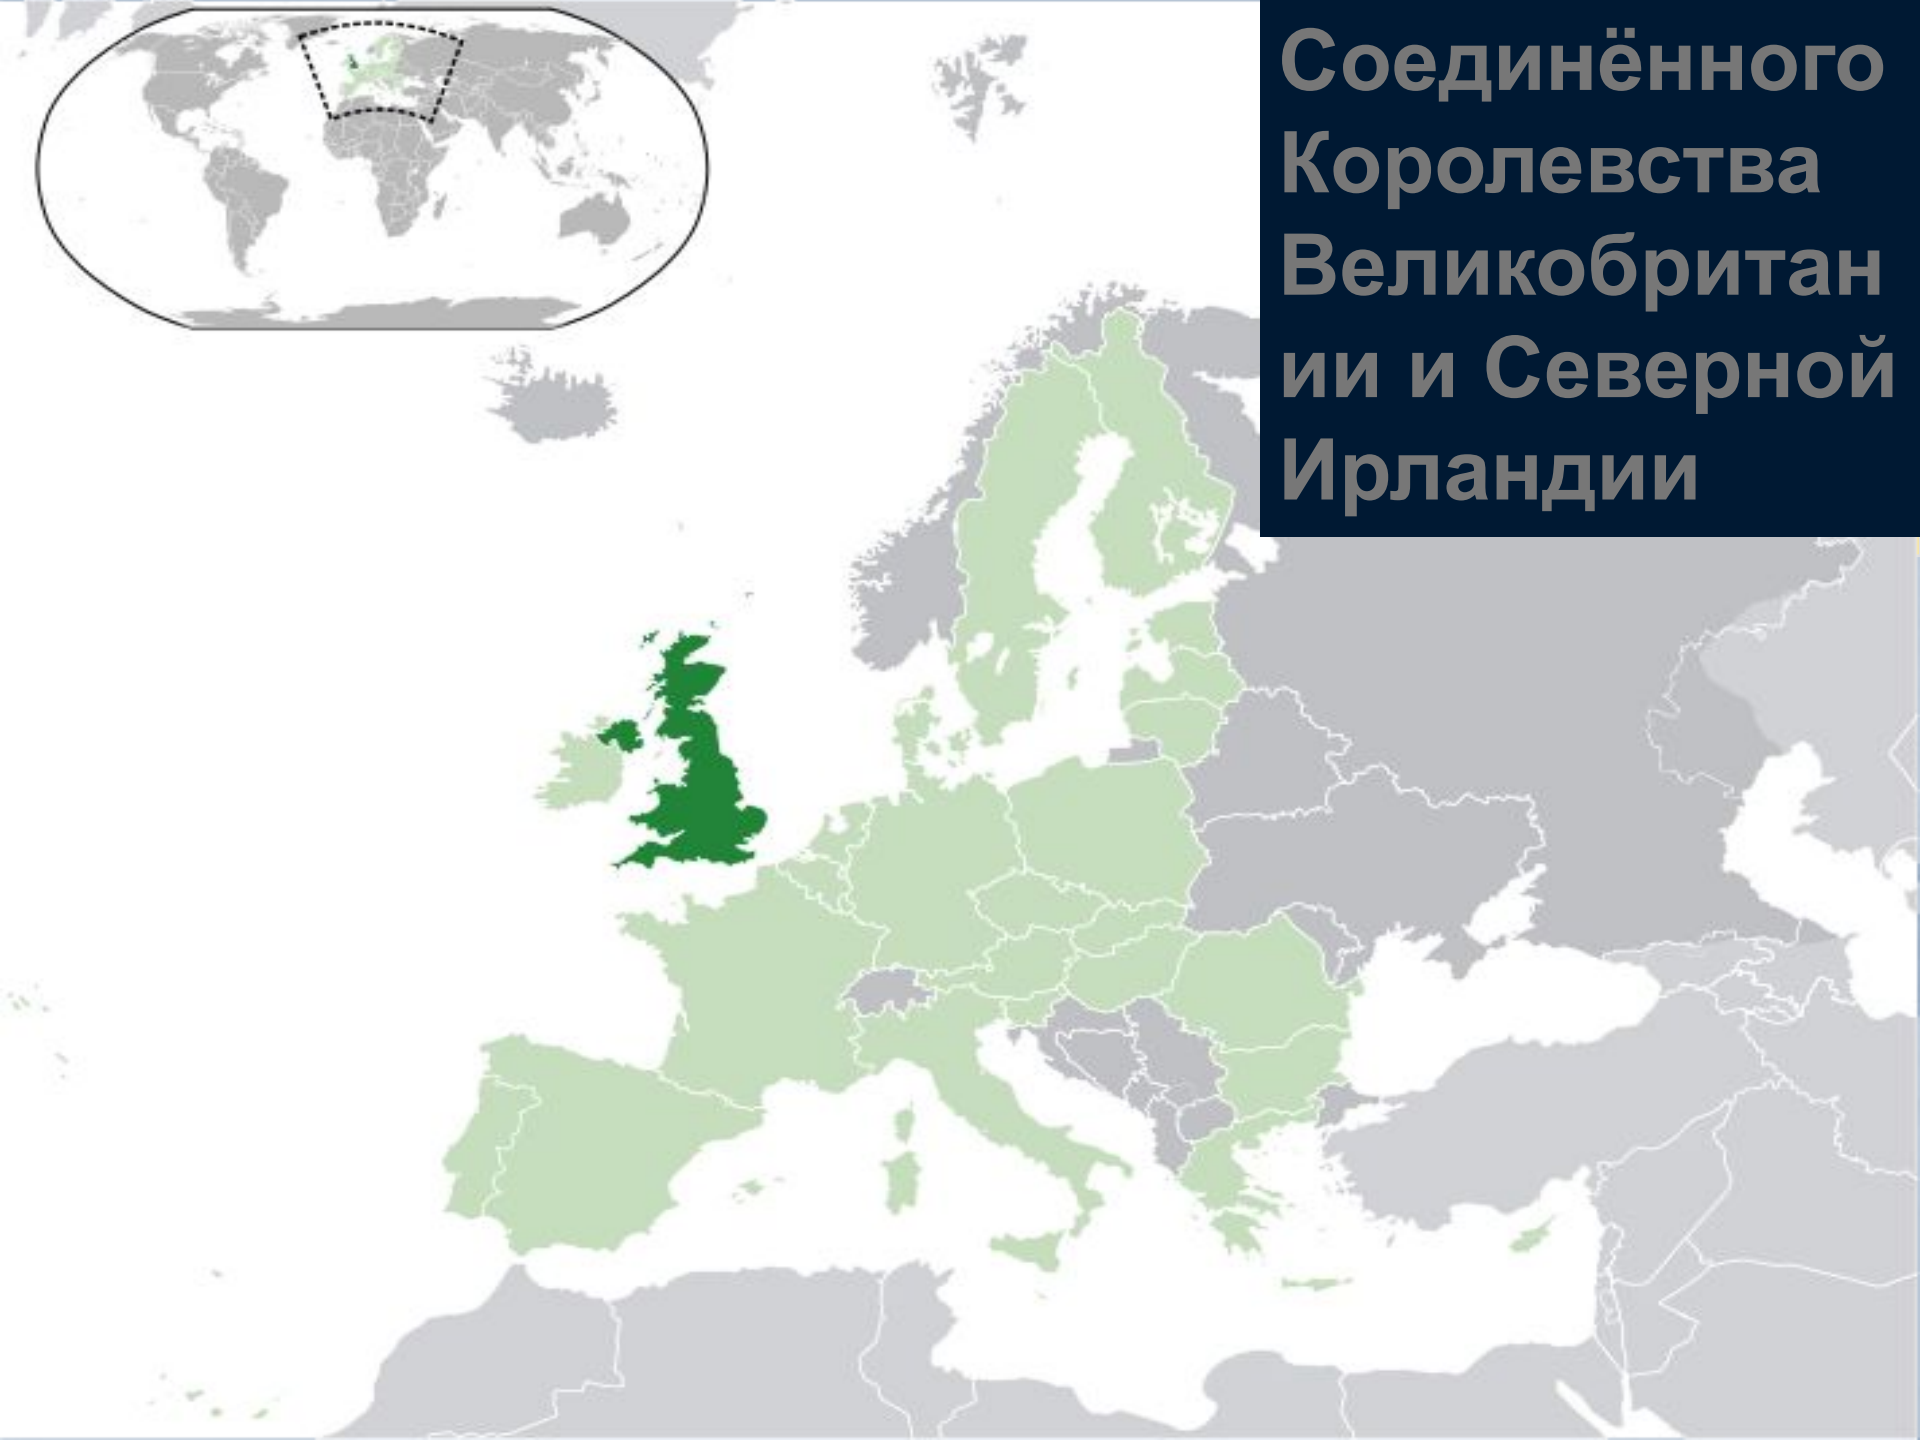 Соединённого
Королевства
Великобритан
ии и Северной
Ирландии